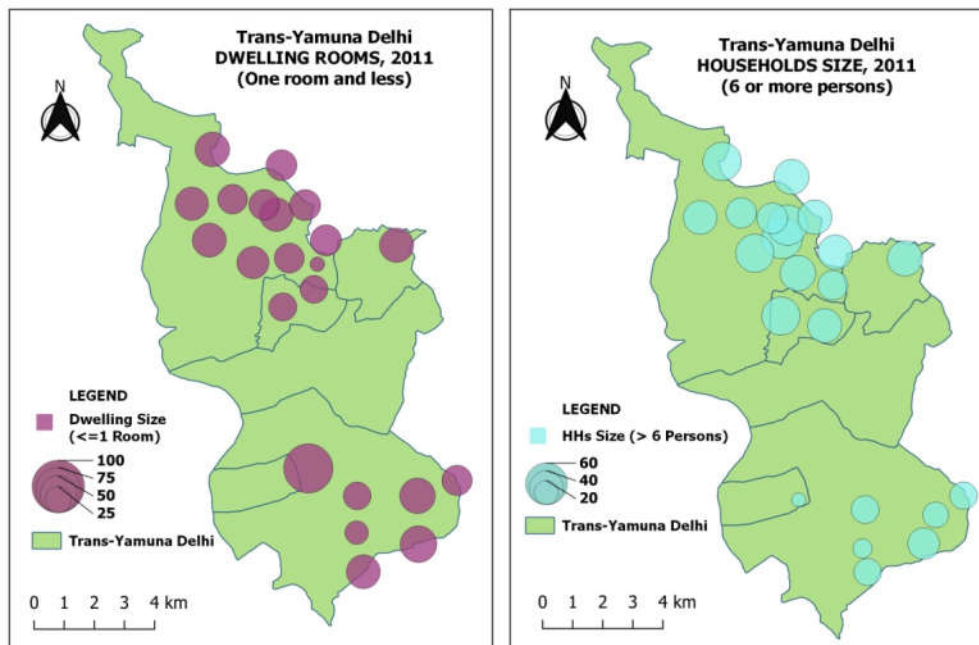 Trans-Yamuna Delhi
DWELLING ROOMS, 2011
(One room and less)
N
LEGEND
Dwelling Size
(<=1 Room)
100
75
50
25
Trans-Yamuna Delhi
0 1 2 3 4 km
Trans-Yamuna Delhi
HOUSEHOLDS SIZE, 2011
(6 or more persons)
N
LEGEND
HHs Size (> 6 Persons)
60
40
20
Trans-Yamuna Delhi
0 1 2 3 4 km